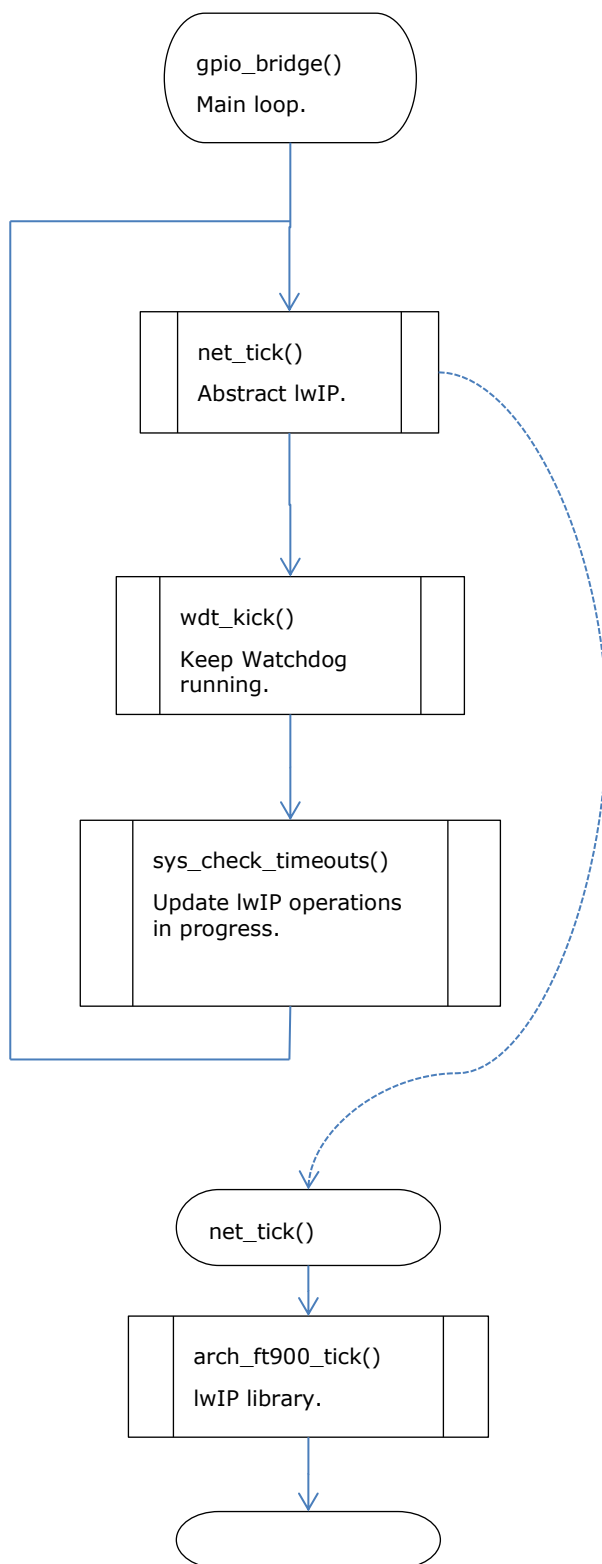 gpio_bridge()
Main loop.
net_tick()
Abstract lwIP.
wdt_kick()
Keep Watchdog
running.
sys_check_timeouts()
Update lwIP operations
in progress.
net_tick()
arch_ft900_tick()
lwIP library.